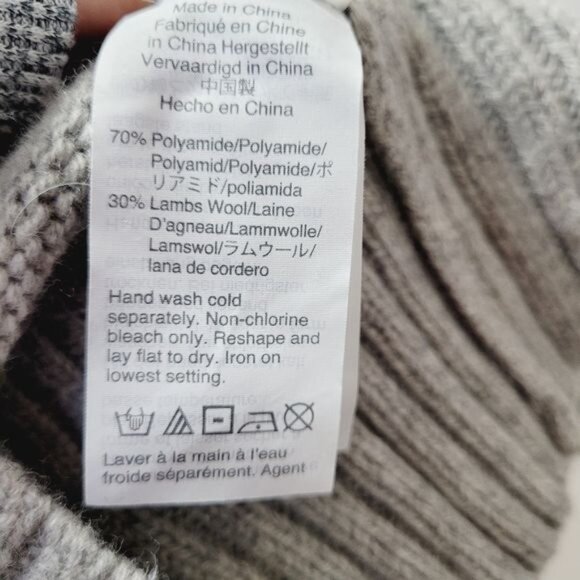 Made in China
Fabriqué en Chine
in China Hergestellt
Vervaardigd in China
中国製
Hecho en China
70% Polyamide/Polyamide/
Polyamid/Polyamide/ポ
リアミド/poliamida
30% Lambs Wool/Laine
D'agneau/Lammwolle/
Lamswol/ラムウール/
lana de cordero
Hand wash cold
separately. Non-chlorine
bleach only. Reshape and
lay flat to dry. Iron on
lowest setting.
Laver à la main à l'eau
froide séparément. Agent